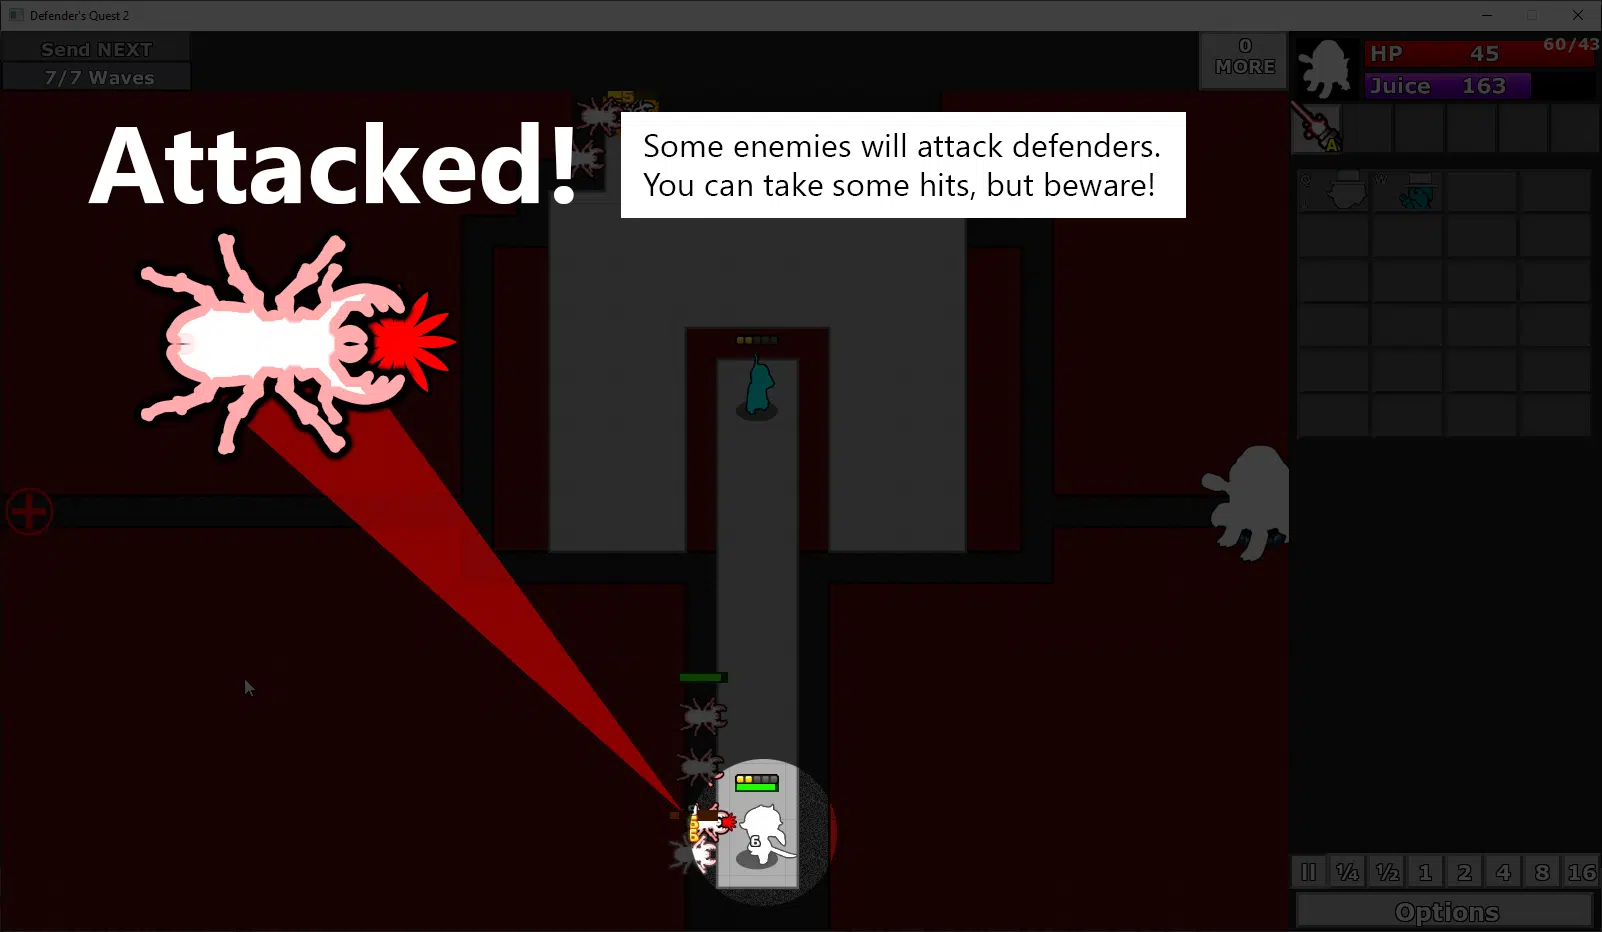 Defender's Quest 2
Send NEXT
7/7 Waves
0
MORE
HP 45
60/43
Juice 163
A
5
Attacked!
Some enemies will attack defenders.
You can take some hits, but beware!
Q
W
6
¼ ½ 1 2 4 8 16
Options